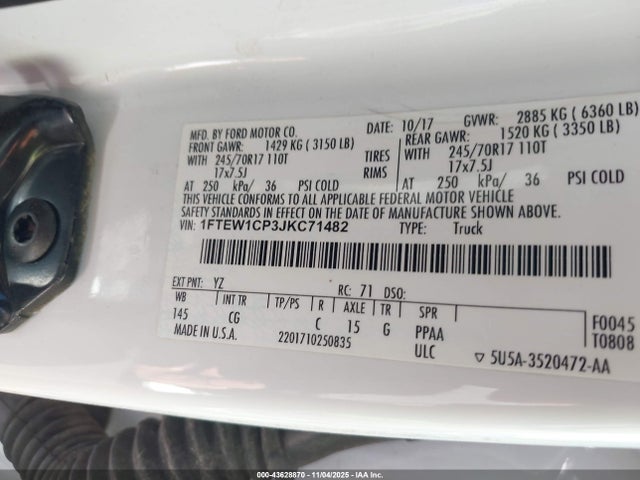 MFD. BY FORD MOTOR CO.
DATE: 10/17 GVWR: 2885 KG ( 6360 LB)
FRONT GAWR: 1429 KG ( 3150 LB) REAR GAWR: 1520 KG ( 3350 LB)
WITH 245/70R17 110T TIRES WITH 245/70R17 110T
17x7.5J RIMS 17x7.5J
AT 250 kPa/ 36 PSI COLD AT 250 kPa/ 36 PSI COLD
THIS VEHICLE CONFORMS TO ALL APPLICABLE FEDERAL MOTOR VEHICLE
SAFETY STANDARDS IN EFFECT ON THE DATE OF MANUFACTURE SHOWN ABOVE.
VIN: 1FTEW1CP3JKC71482 TYPE: Truck
EXT PNT: YZ RC: 71 DSO:
WB INT TR TP/PS R AXLE TR SPR
145 CG C 15 G PPAA F0045
MADE IN U.S.A. 2201710250835 ULC T0808
▽ 5U5A-3520472-AA
000-43628870 11/04/2025 IAAI.COM